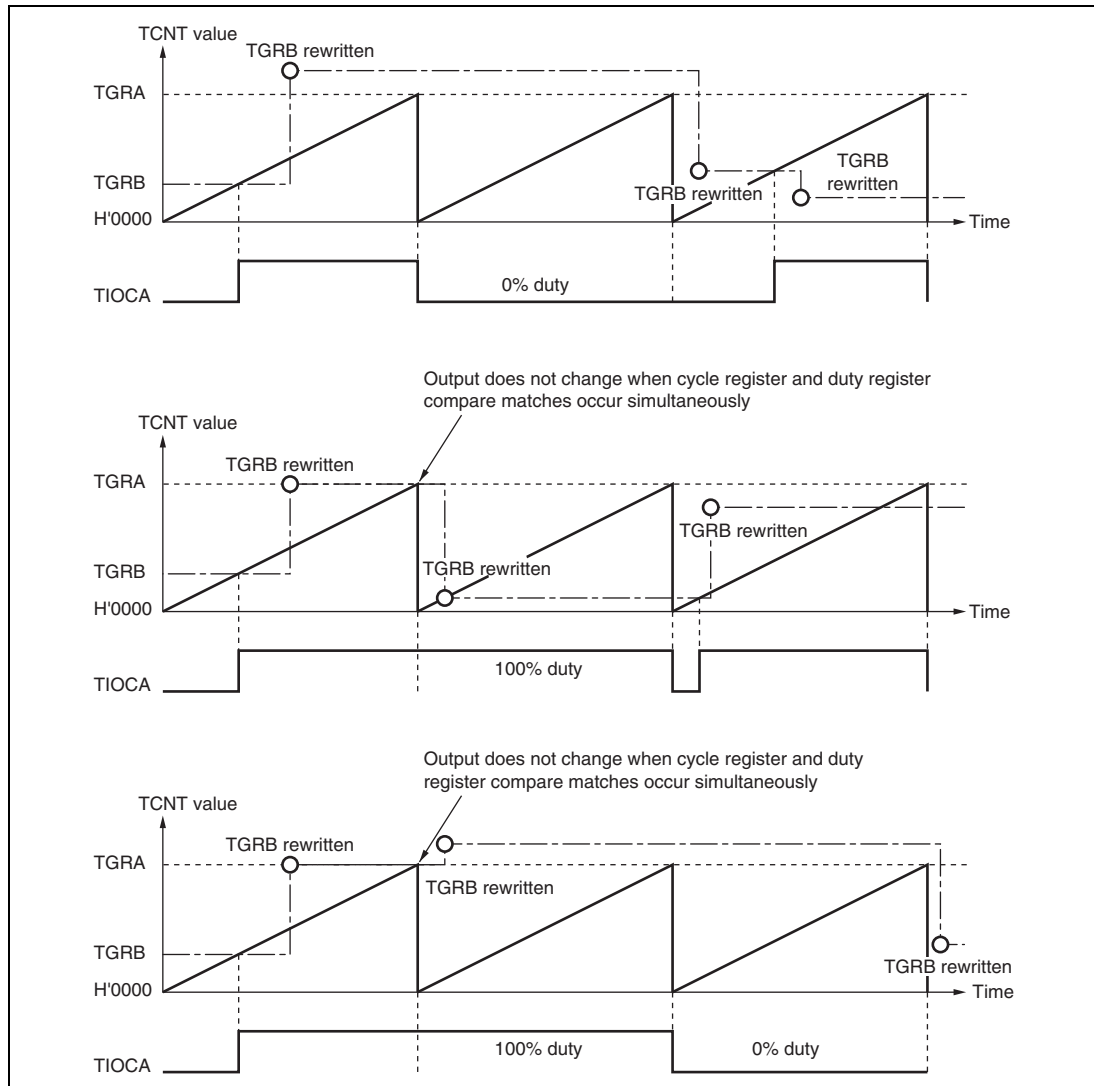 TCNT value
TGRB rewritten
TGRA
TGRB
rewritten
TGRB
TGRB rewritten
H'0000
Time
0% duty
TIOCA
Output does not change when cycle register and duty register
compare matches occur simultaneously
TCNT value
TGRB rewritten
TGRA
TGRB rewritten
TGRB
TGRB rewritten
H'0000
Time
100% duty
TIOCA
Output does not change when cycle register and duty
register compare matches occur simultaneously
TCNT value
TGRB rewritten
TGRA
TGRB rewritten
TGRB
TGRB rewritten
H'0000
Time
100% duty
0% duty
TIOCA